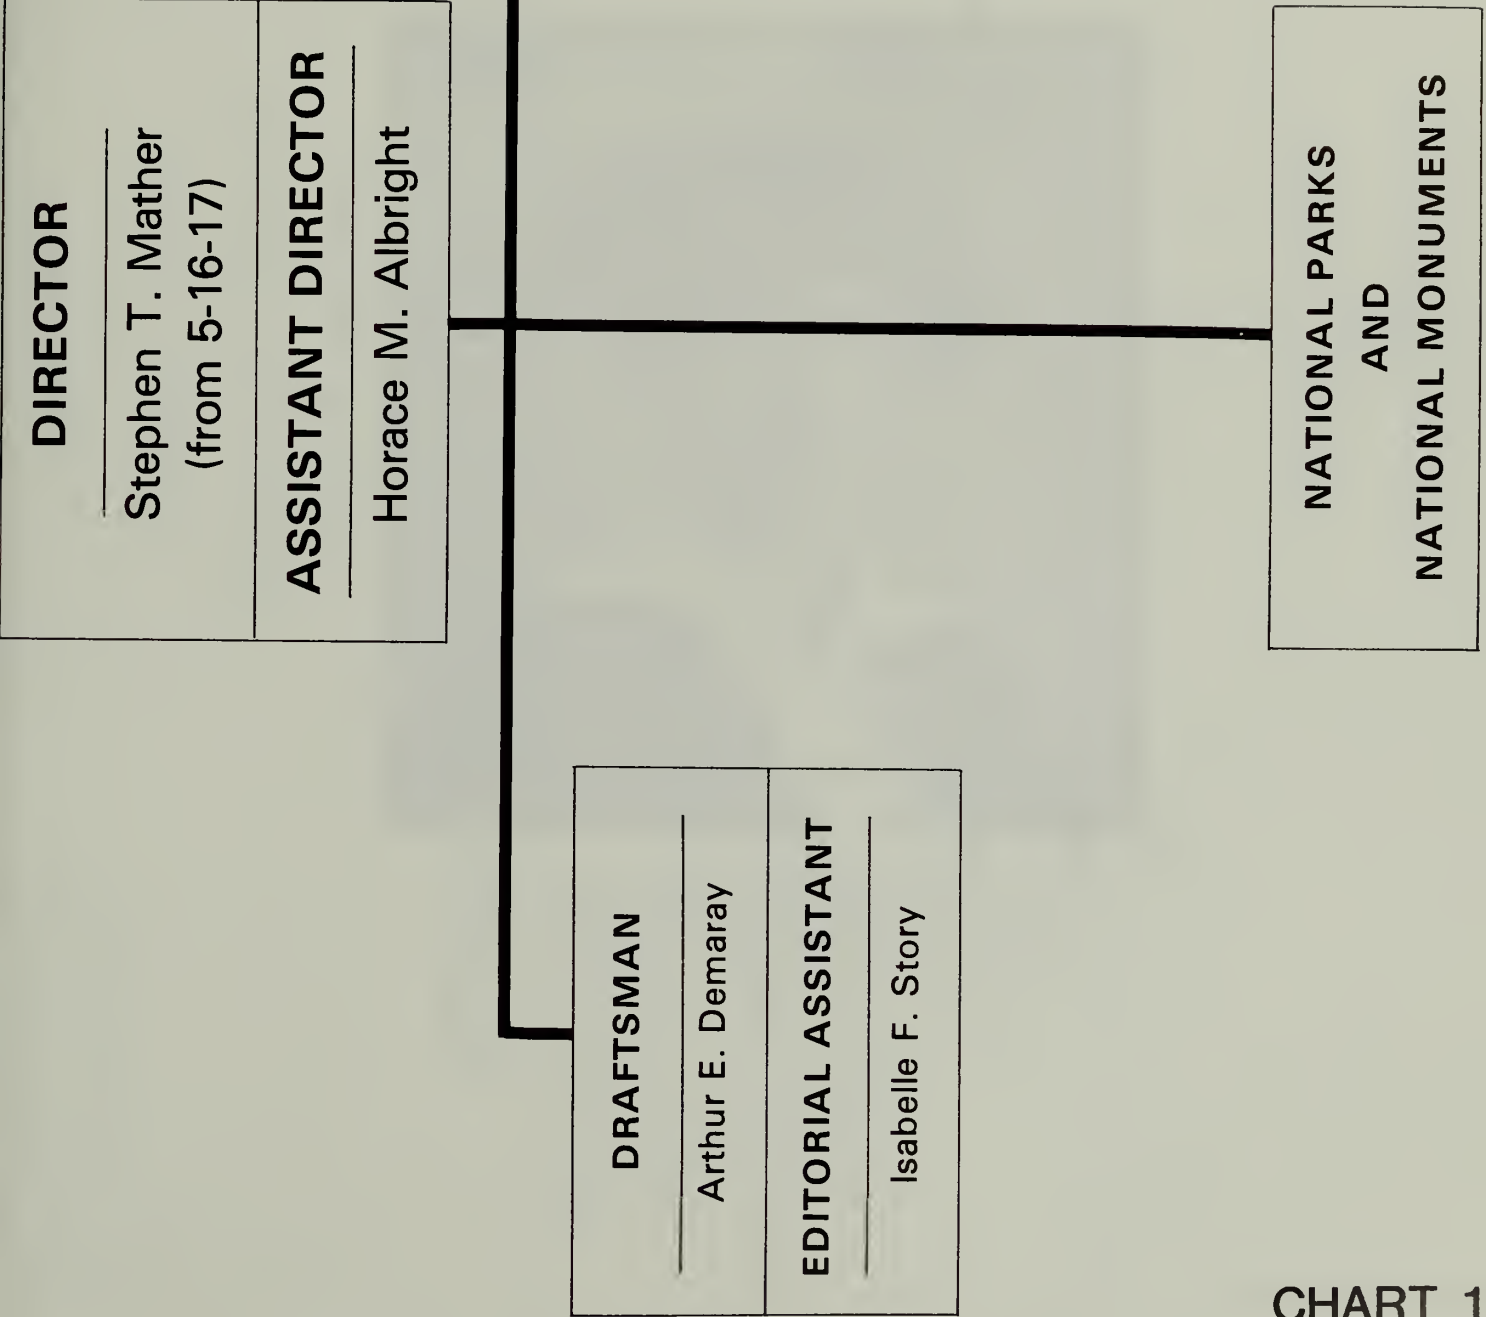 DIRECTOR
Stephen T. Mather
(from 5-16-17)
ASSISTANT DIRECTOR
Horace M. Albright
DRAFTSMAN
Arthur E. Demaray
EDITORIAL ASSISTANT
Isabelle F. Story
NATIONAL PARKS
AND
NATIONAL MONUMENTS
CHART 1